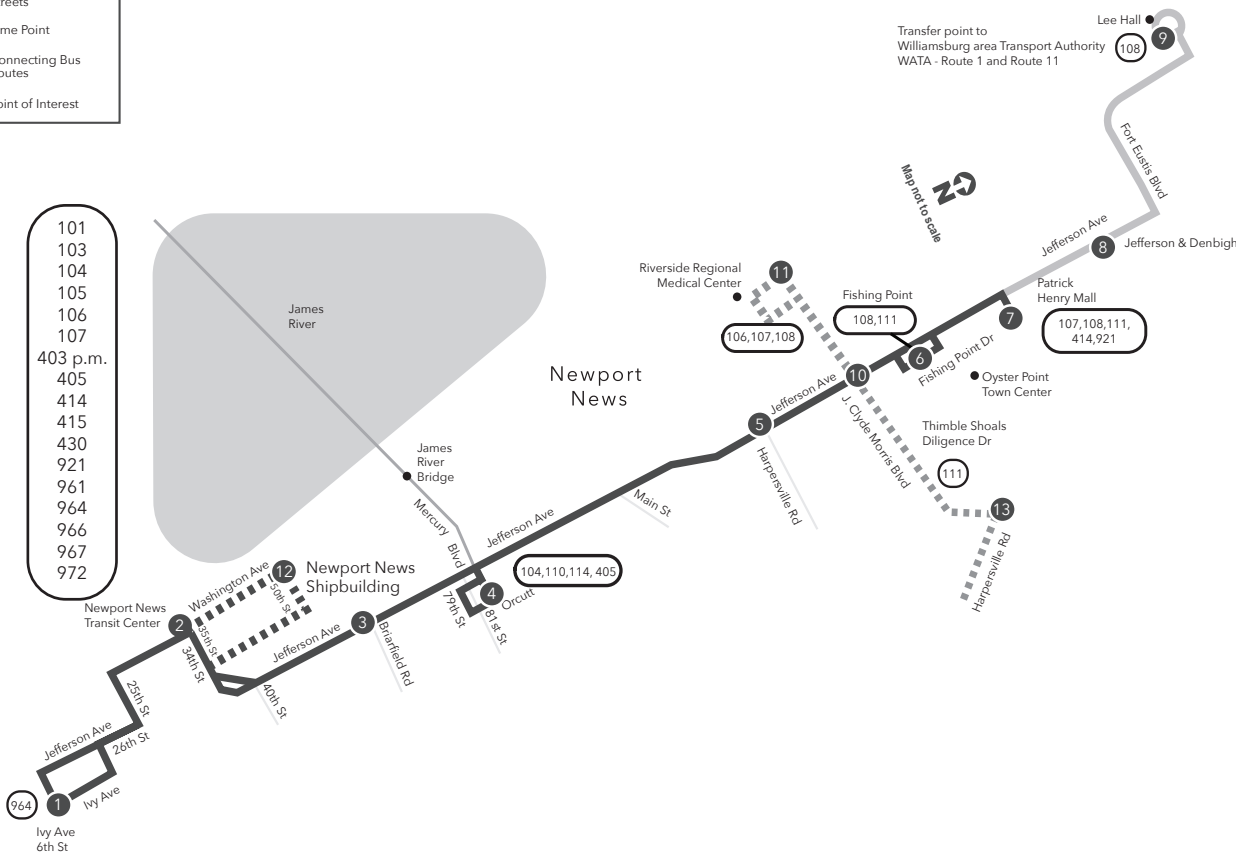 Lee Hall
9
Transfer point to
Williamsburg area Transport Authority
WATA - Route 1 and Route 11
108
Point of Interest
Fort Eustis Blvd
Map not to scale
N
Jefferson Ave
8
Jefferson & Denbigh
101
103
104
105
106
107
403 p.m.
405
414
415
430
921
961
964
966
967
972
James
River
Riverside Regional
Medical Center
11
106,107,108
Fishing Point
108,111
6
Fishing Point Dr
Patrick
Henry Mall
7
107,108,111,
414,921
Oyster Point
Town Center
10
Jefferson Ave
J. Clyde Morris Blvd
Newport
News
5
Harpersville Rd
Thimble Shoals
Diligence Dr
111
13
Harpersville Rd
James
River
Bridge
Mercury
Blvd
Main St
Jefferson Ave
104,110,114, 405
4
Orcutt
79th St
81st St
12
Newport News
Shipbuilding
Washington Ave
50th St
Newport News
Transit Center
2
35th St
34th St
3
Jefferson Ave
Briarfield Rd
40th St
25th St
Jefferson Ave
26th St
964
1
Ivy Ave
Ivy Ave
6th St